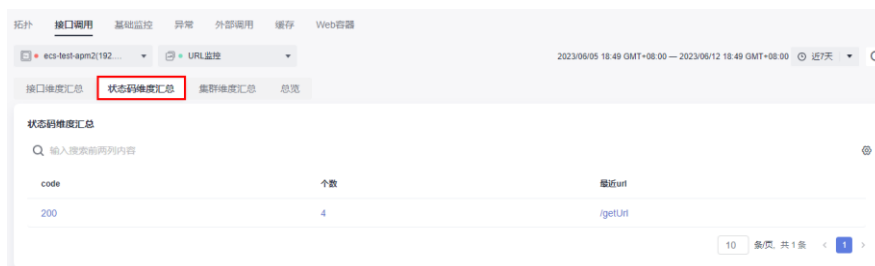 拓扑 接口调用 基础监控 异常 外部调用 缓存 Web容器
ecs-test-apm2(192.... URL监控 2023/06/05 18:49 GMT+08:00 — 2023/06/12 18:49 GMT+08:00 近7天
接口维度汇总 状态码维度汇总 集群维度汇总 总览
状态码维度汇总
输入搜索前两列内容
code 个数 最近url
200 4 /getUrl
10 条/页, 共 1 条 < 1 >